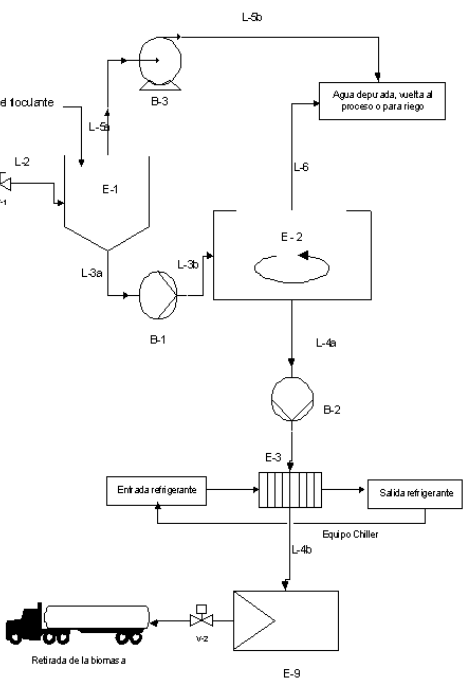 L-5b
B-3
el floculante
L-5a
Agua depurada, vuelta al
proceso o para riego
L-2
E-1
L-6
E - 2
L-3a
L-3b
B-1
L-4a
B-2
E-3
Entrada refrigerante
Salida refrigerante
Equipo Chiller
L-4b
V-2
Retirada de la biomasa
E-9